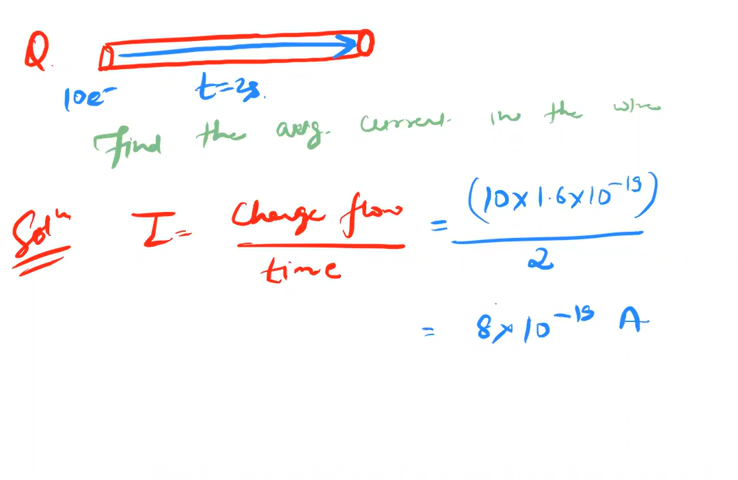 Q.
10e⁻ t=2s.
Find the avg. current in the wire
Solⁿ I = Charge flow / time = (10×1.6×10⁻¹⁹) / 2
= 8×10⁻¹⁹ A